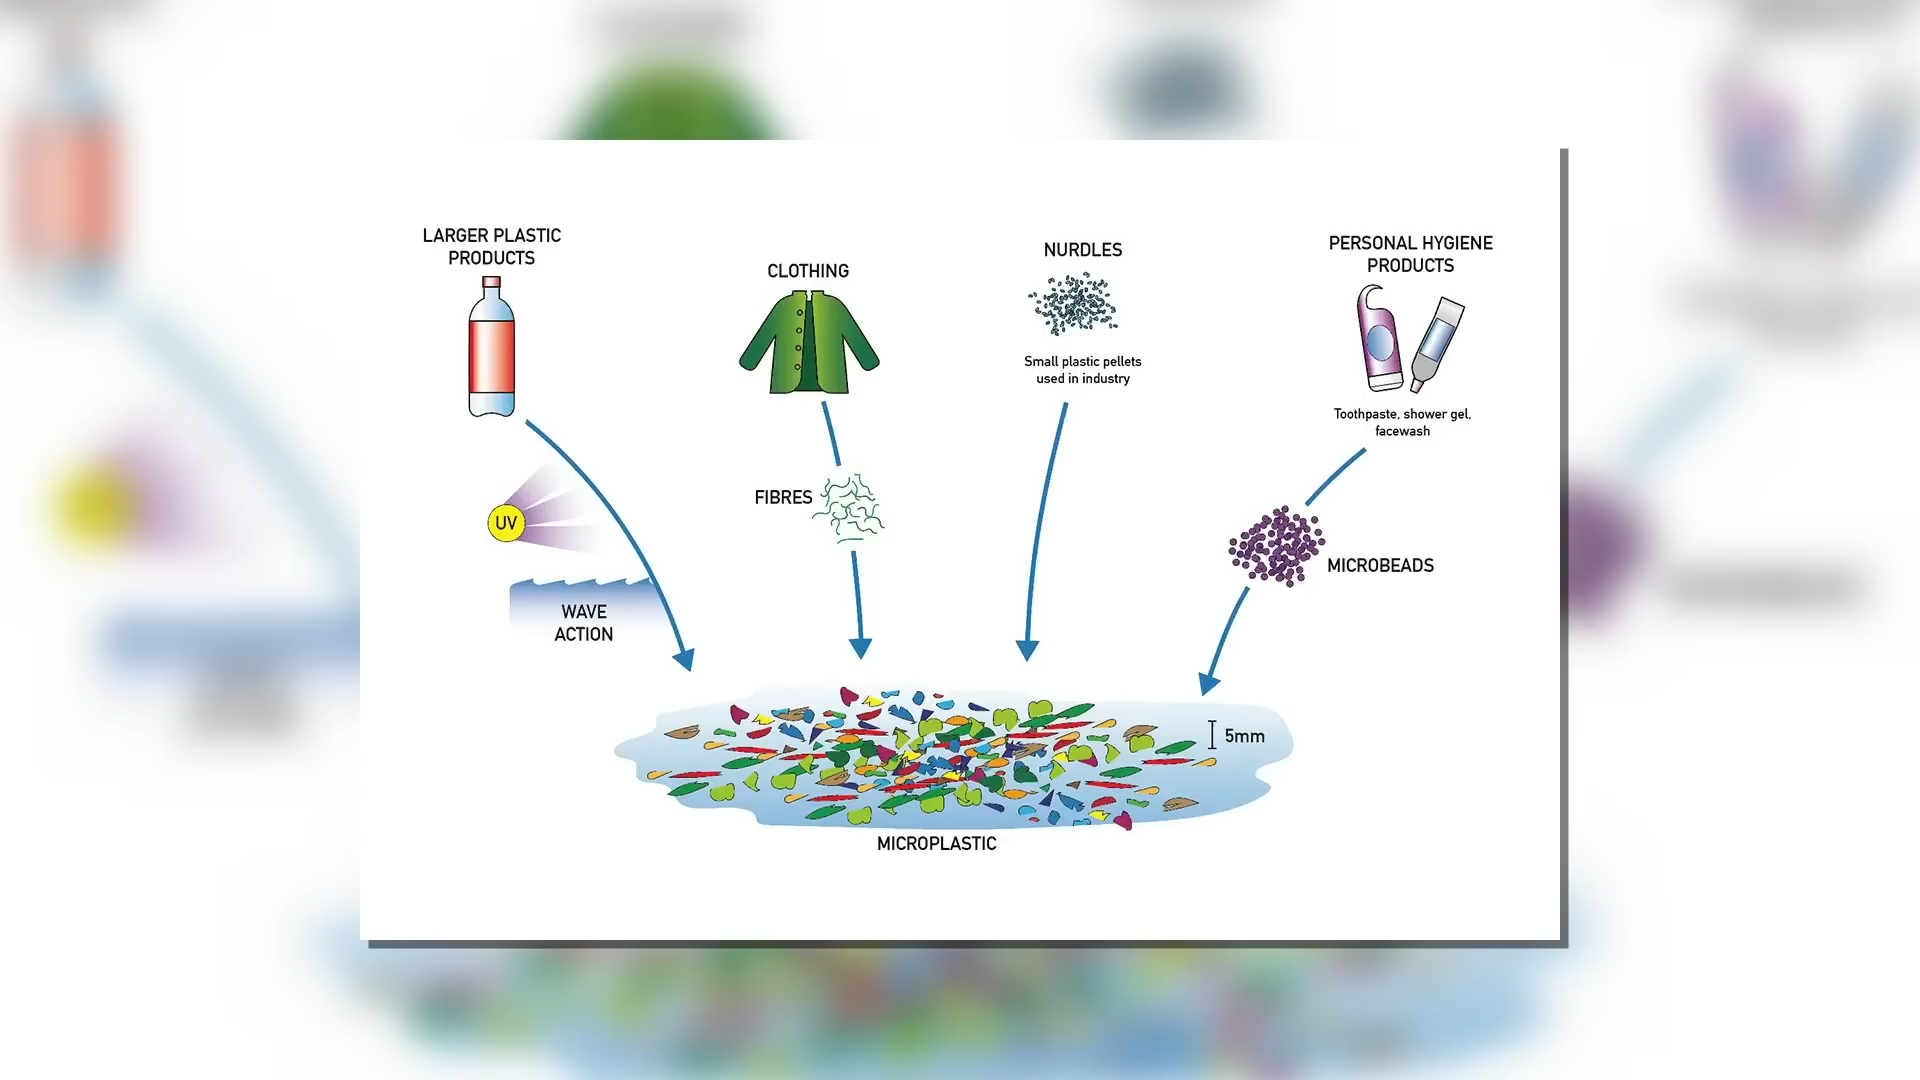 LARGER PLASTIC
PRODUCTS
CLOTHING
NURDLES
Small plastic pellets
used in industry
PERSONAL HYGIENE
PRODUCTS
Toothpaste, shower gel,
facewash
UV
WAVE
ACTION
FIBRES
MICROBEADS
5mm
MICROPLASTIC